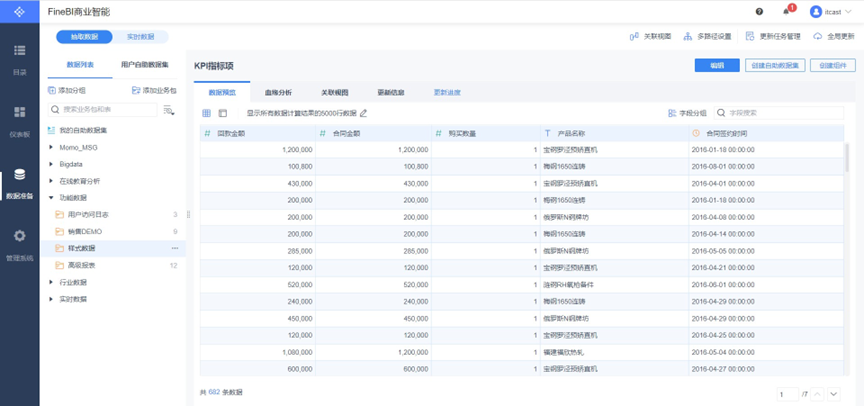 FineBI商业智能
1
itcast
抽取数据 实时数据
关联视图 多路径设置 更新任务管理 全局更新
目录
仪表板
数据准备
管理系统
数据列表 用户自助数据集
添加分组 添加业务包
搜索业务包和表
我的自助数据集
Momo_MSG
Bigdata
在线教育分析
功能数据
用户访问日志 3
销售DEMO 9
样式数据
高级报表 12
行业数据
实时数据
KPI指标项
编辑 创建自助数据集 创建组件
数据预览 血缘分析 关联视图 更新信息 更新进度
显示所有数据计算结果的5000行数据 字段分组 字段搜索
# 回款金额 # 合同金额 # 购买数量 T 产品名称 合同签约时间
1,200,000 1,200,000 1 宝钢罗泾预矫直机 2016-01-18 00:00:00
100,800 100,800 1 梅钢1650连铸 2016-08-01 00:00:00
430,000 430,000 1 宝钢罗泾预矫直机 2016-04-01 00:00:00
200,000 200,000 1 梅钢1650连铸 2016-01-18 00:00:00
200,000 200,000 1 俄罗斯N钢牌坊 2016-04-08 00:00:00
200,000 200,000 1 梅钢1650连铸 2016-04-14 00:00:00
285,000 285,000 1 俄罗斯N钢牌坊 2016-05-05 00:00:00
120,000 120,000 1 宝钢罗泾预矫直机 2016-04-21 00:00:00
520,000 520,000 1 涟钢RH氧枪备件 2016-06-01 00:00:00
240,000 240,000 1 梅钢1650连铸 2016-04-29 00:00:00
450,000 450,000 1 俄罗斯N钢牌坊 2016-04-29 00:00:00
120,000 120,000 1 宝钢罗泾预矫直机 2016-04-25 00:00:00
1,080,000 1,200,000 1 福建福欣热轧 2016-05-04 00:00:00
600,000 600,000 1 宝钢罗泾预矫直机 2016-04-27 00:00:00
共 682 条数据 1 /7